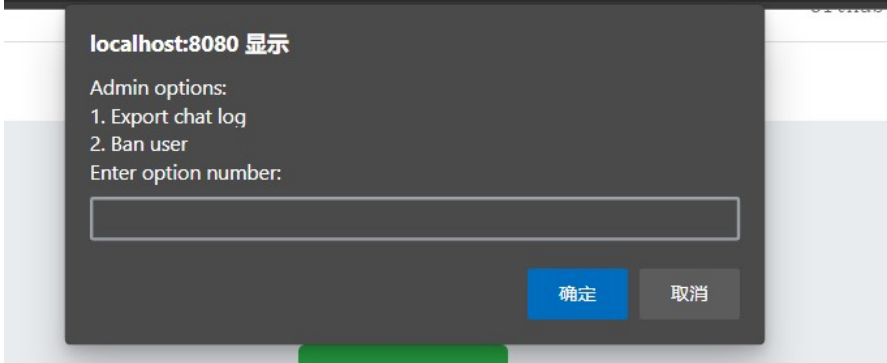 localhost:8080 显示
Admin options:
1. Export chat log
2. Ban user
Enter option number:
确定
取消